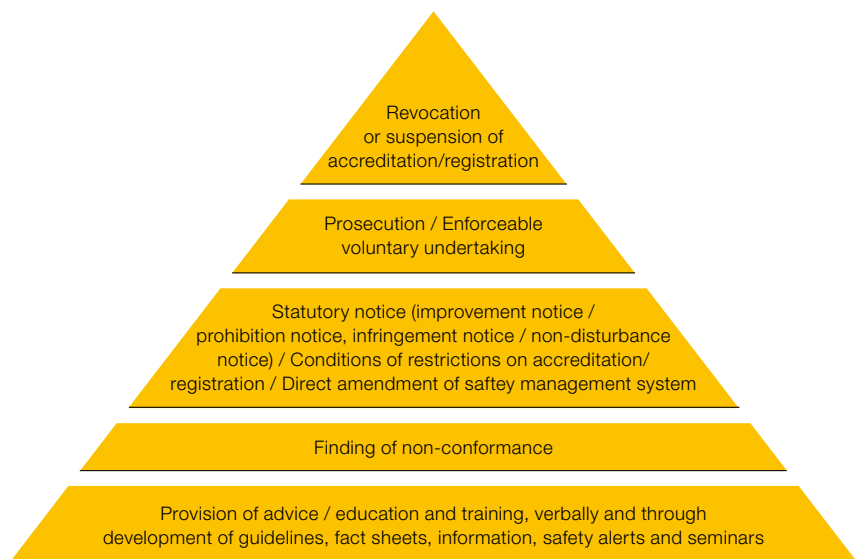 Revocation
or suspension of
accreditation/registration
Prosecution / Enforceable
voluntary undertaking
Statutory notice (improvement notice /
prohibition notice, infringement notice / non-disturbance
notice) / Conditions of restrictions on accreditation/
registration / Direct amendment of saftey management system
Finding of non-conformance
Provision of advice / education and training, verbally and through
development of guidelines, fact sheets, information, safety alerts and seminars